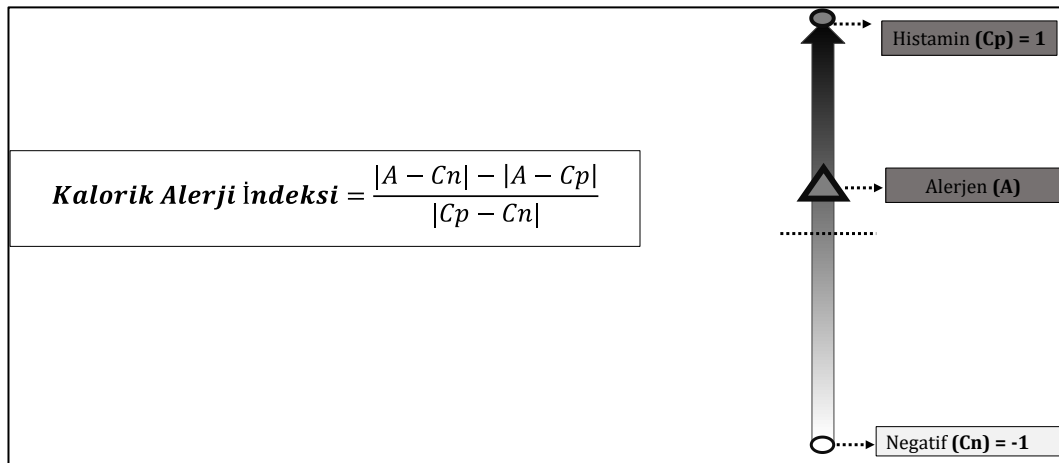 Histamin (Cp) = 1
Kalorik Alerji İndeksi = |A − Cn| − |A − Cp| / |Cp − Cn|
Alerjen (A)
Negatif (Cn) = -1